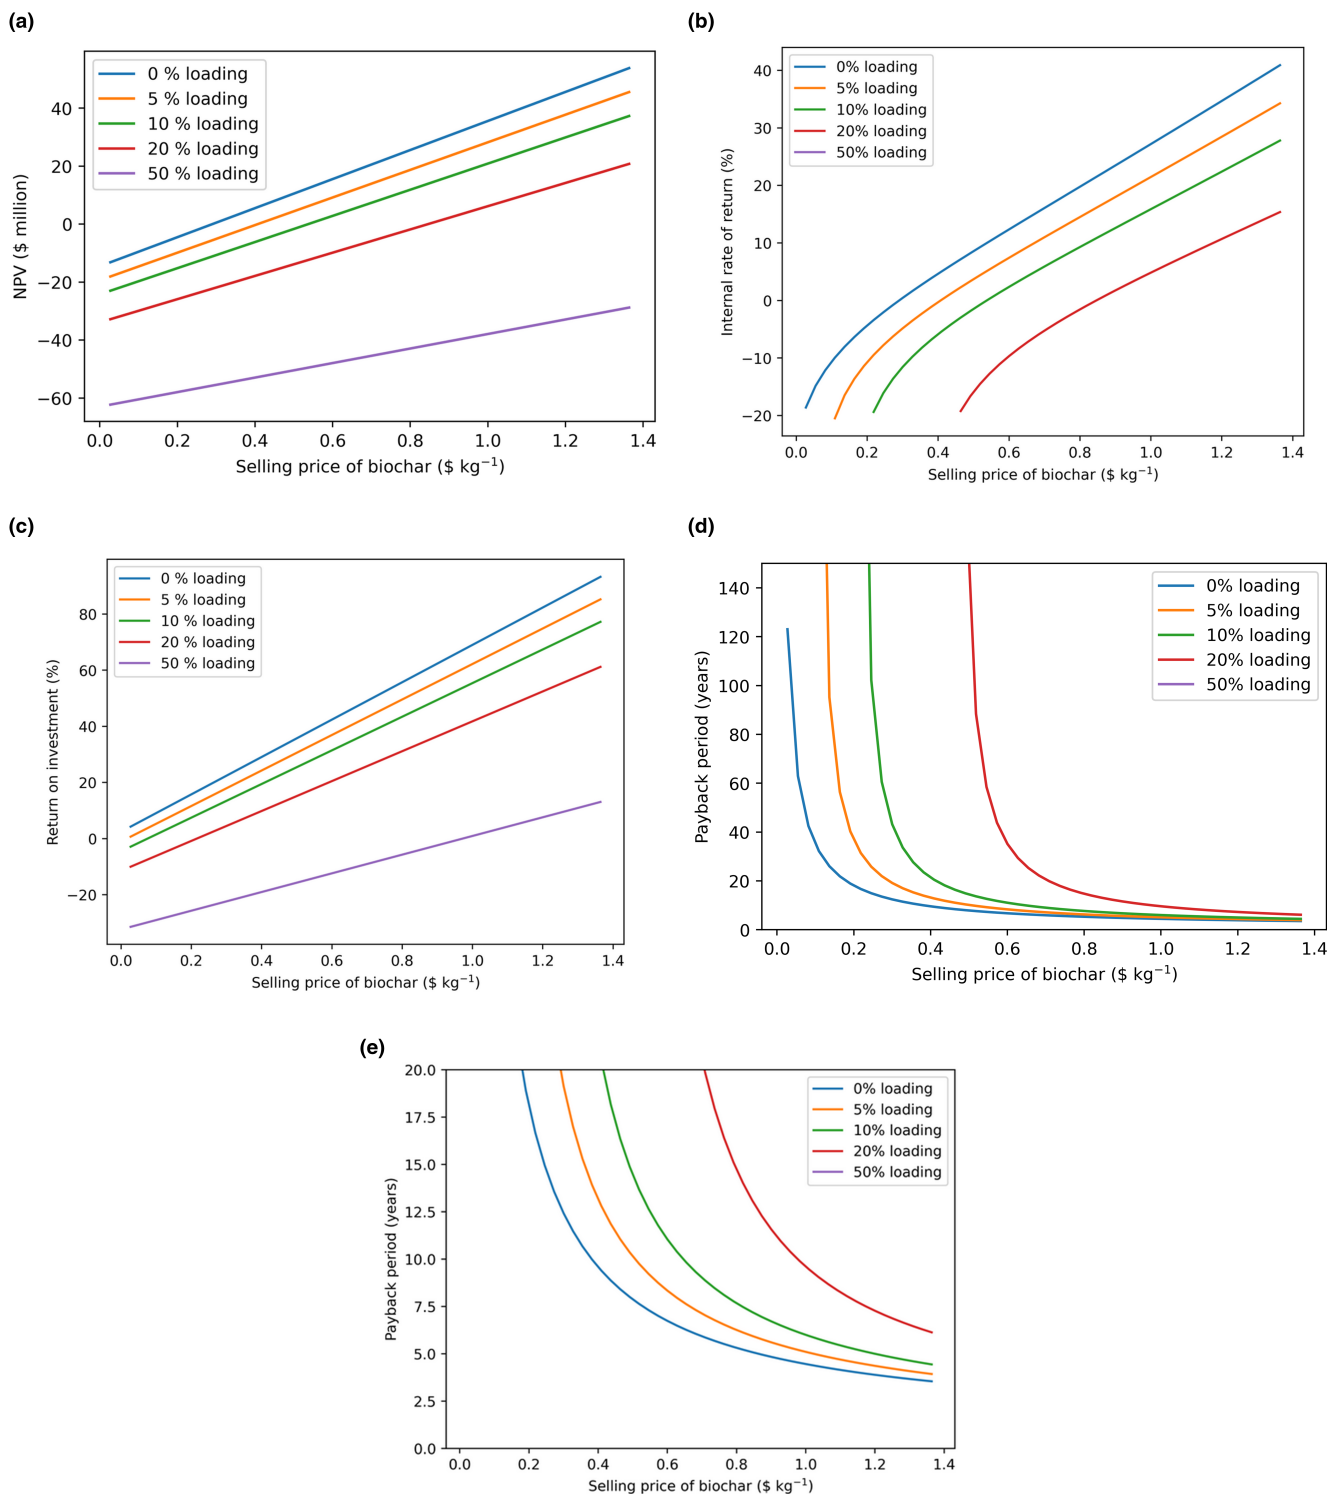 (a)
0 % loading
5 % loading
10 % loading
20 % loading
50 % loading
NPV ($ million)
40
20
0
−20
−40
−60
0.0 0.2 0.4 0.6 0.8 1.0 1.2 1.4
Selling price of biochar ($ kg⁻¹)
(b)
0% loading
5% loading
10% loading
20% loading
50% loading
Internal rate of return (%)
40
30
20
10
0
−10
−20
0.0 0.2 0.4 0.6 0.8 1.0 1.2 1.4
Selling price of biochar ($ kg⁻¹)
(c)
0 % loading
5 % loading
10 % loading
20 % loading
50 % loading
Return on investment (%)
80
60
40
20
0
−20
0.0 0.2 0.4 0.6 0.8 1.0 1.2 1.4
Selling price of biochar ($ kg⁻¹)
(d)
0% loading
5% loading
10% loading
20% loading
50% loading
Payback period (years)
140
120
100
80
60
40
20
0
0.0 0.2 0.4 0.6 0.8 1.0 1.2 1.4
Selling price of biochar ($ kg⁻¹)
(e)
0% loading
5% loading
10% loading
20% loading
50% loading
Payback period (years)
20.0
17.5
15.0
12.5
10.0
7.5
5.0
2.5
0.0
0.0 0.2 0.4 0.6 0.8 1.0 1.2 1.4
Selling price of biochar ($ kg⁻¹)